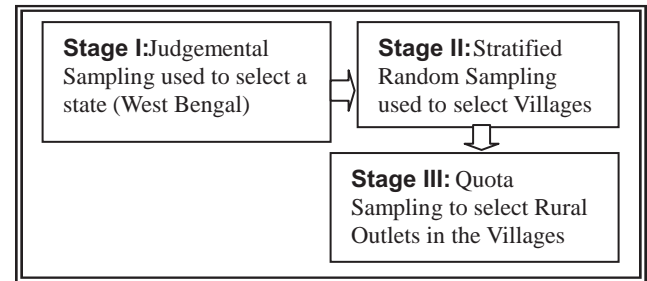 Stage I:Judgemental
Sampling used to select a
state (West Bengal)
Stage II:Stratified
Random Sampling
used to select Villages
Stage III: Quota
Sampling to select Rural
Outlets in the Villages